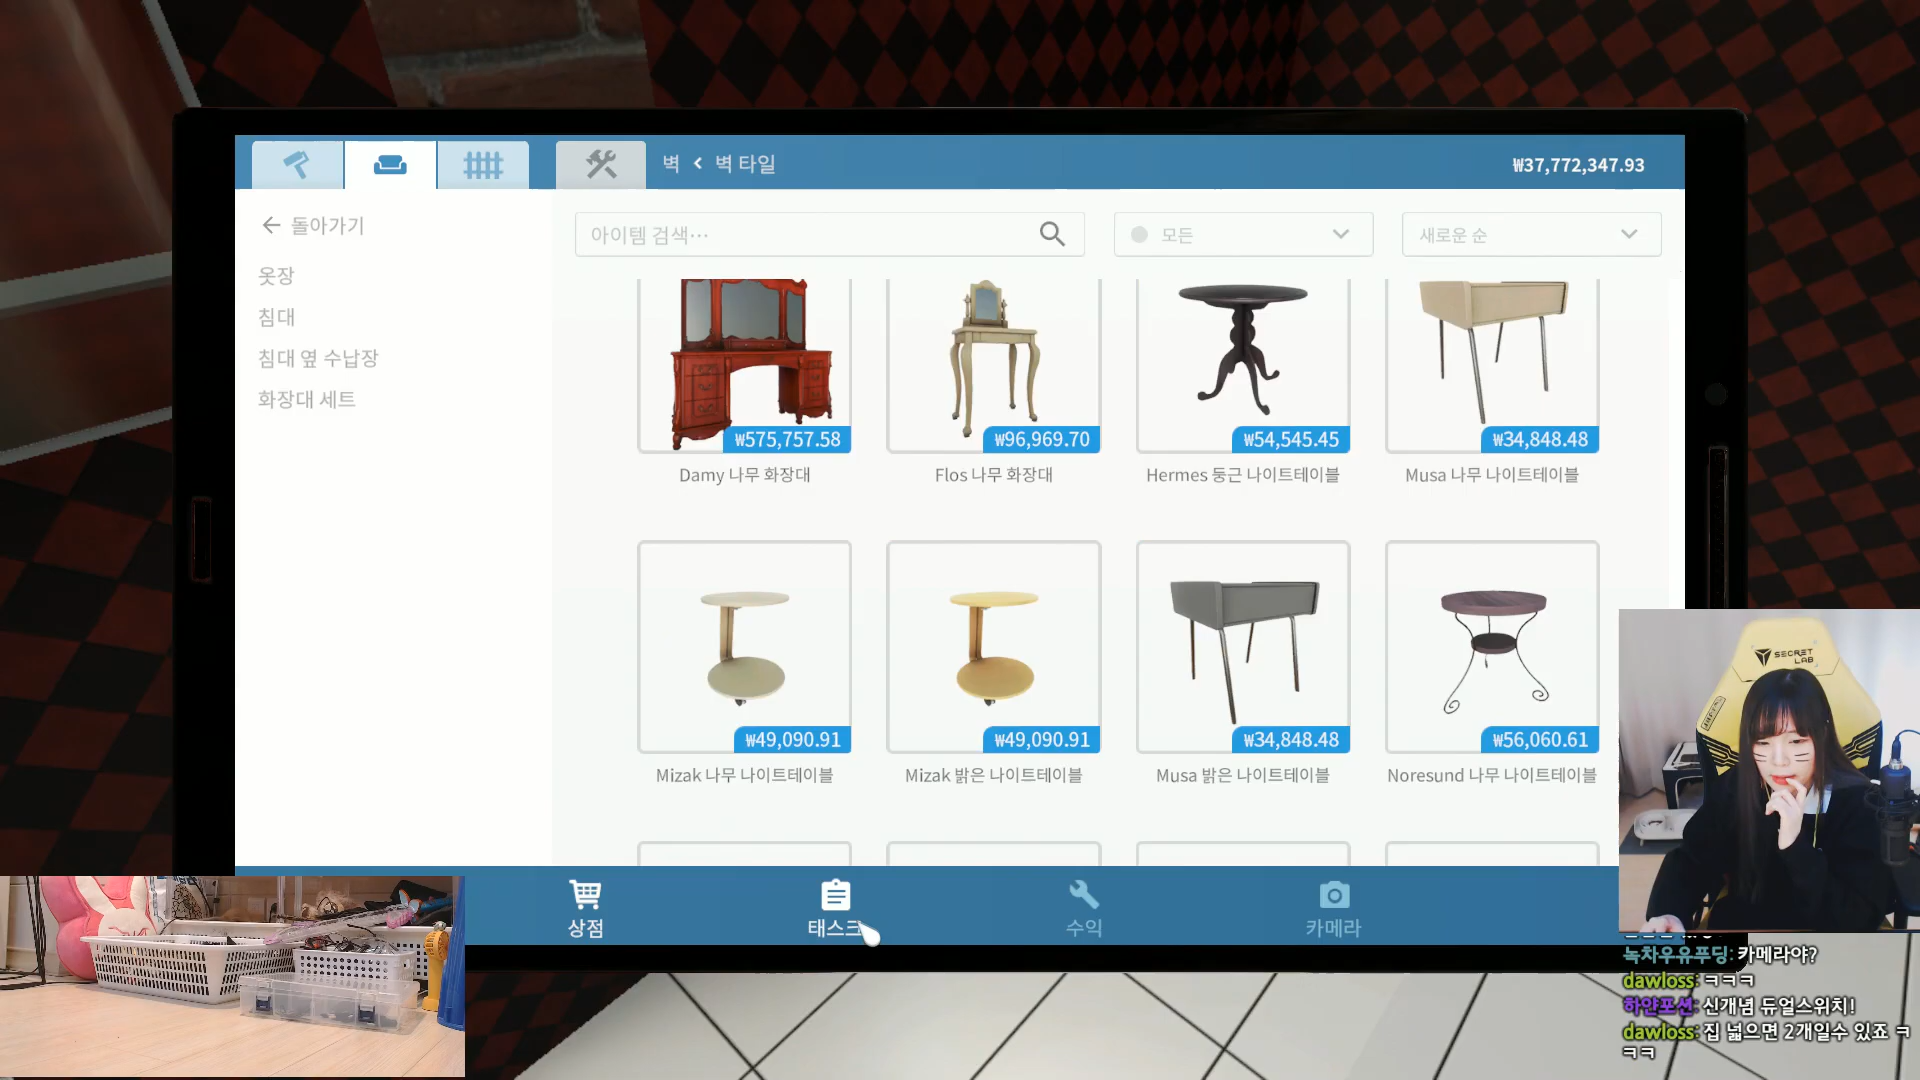 벽 < 벽 타일
₩37,772,347.93
← 돌아가기
옷장
침대
침대 옆 수납장
화장대 세트
아이템 검색…
모든
새로운 순
₩575,757.58
₩96,969.70
₩54,545.45
₩34,848.48
Damy 나무 화장대
Flos 나무 화장대
Hermes 둥근 나이트테이블
Musa 나무 나이트테이블
₩49,090.91
₩49,090.91
₩34,848.48
₩56,060.61
Mizak 나무 나이트테이블
Mizak 밝은 나이트테이블
Musa 밝은 나이트테이블
Noresund 나무 나이트테이블
상점
태스크
수익
카메라
SECRET
LAB
녹차우유푸딩: 카메라야?
dawloss: ㅋㅋㅋ
하얀포션: 신개념 듀얼스위치!
dawloss: 집 넓으면 2개일수 있죠 ㅋ
ㅋㅋ